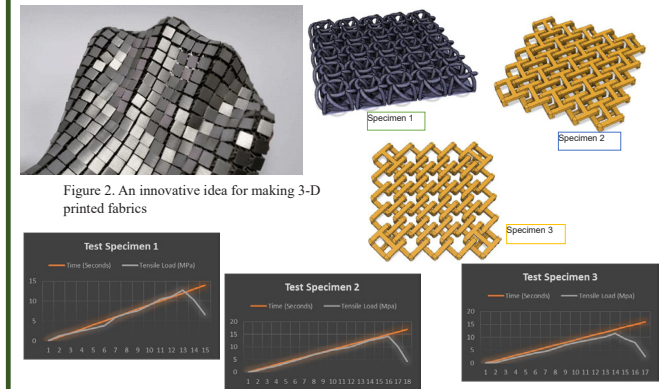 Specimen 1
Specimen 2
Figure 2. An innovative idea for making 3-D
printed fabrics
Specimen 3
Test Specimen 1
Time (Seconds) Tensile Load (MPa)
15
10
5
0
1 2 3 4 5 6 7 8 9 10 11 12 13 14 15
Test Specimen 2
Time (Seconds) Tensile Load (Mpa)
20
15
10
5
0
1 2 3 4 5 6 7 8 9 10 11 12 13 14 15 16 17 18
Test Specimen 3
Time (Seconds) Tensile Load (Mpa)
20
15
10
5
0
1 2 3 4 5 6 7 8 9 10 11 12 13 14 15 16 17